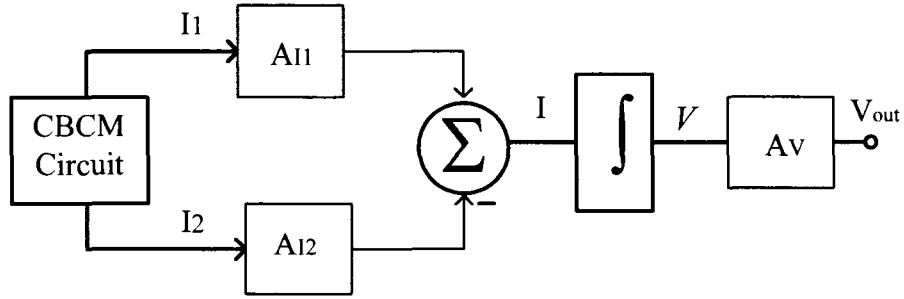 I1
AI1
CBCM
Circuit
Σ
−
I
∫
V
AV
Vout
I2
AI2